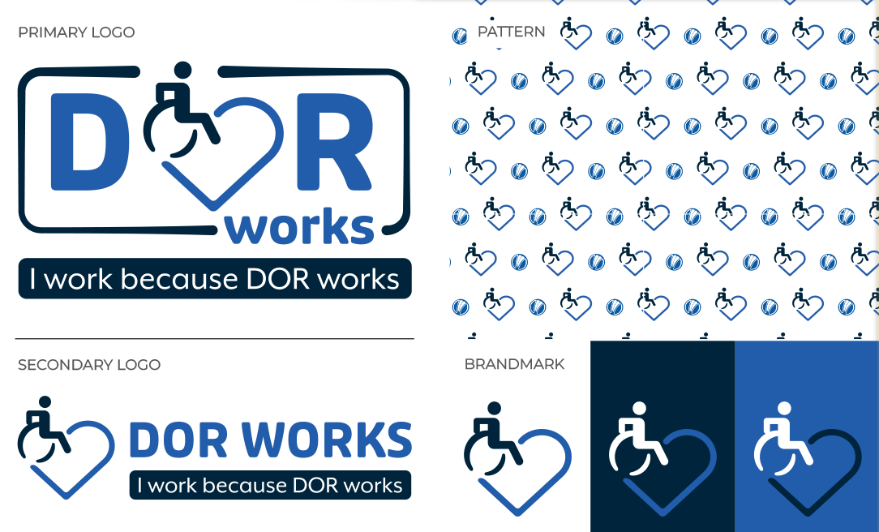 PRIMARY LOGO
D R
works
I work because DOR works
SECONDARY LOGO
DOR WORKS
I work because DOR works
PATTERN
BRANDMARK